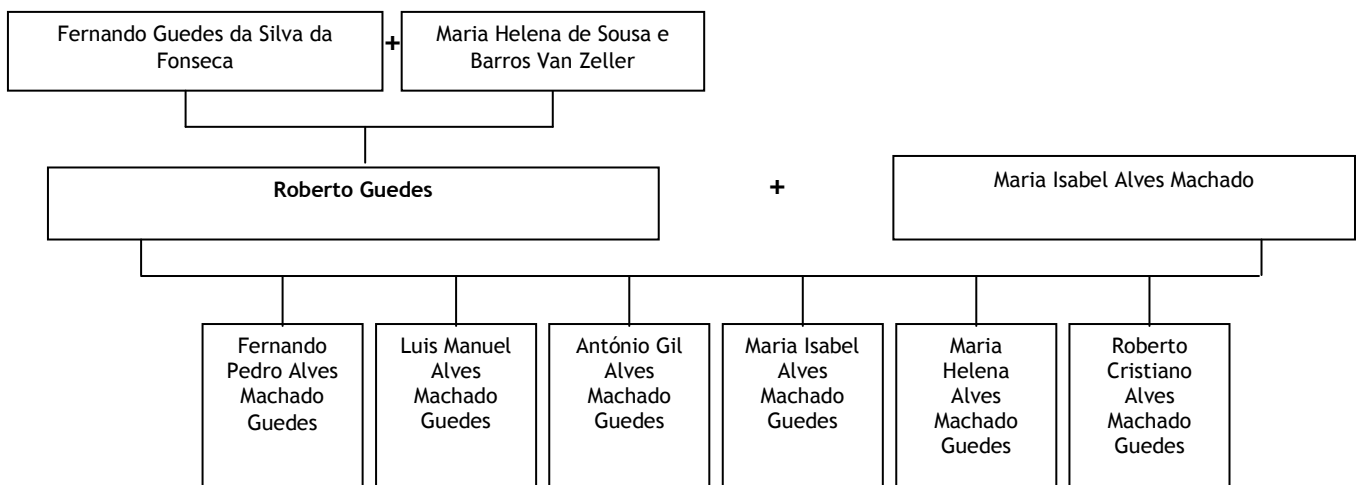 Fernando Guedes da Silva da
Fonseca
+
Maria Helena de Sousa e
Barros Van Zeller
Roberto Guedes
+
Maria Isabel Alves Machado
Fernando
Pedro Alves
Machado
Guedes
Luis Manuel
Alves
Machado
Guedes
António Gil
Alves
Machado
Guedes
Maria Isabel
Alves
Machado
Guedes
Maria
Helena
Alves
Machado
Guedes
Roberto
Cristiano
Alves
Machado
Guedes